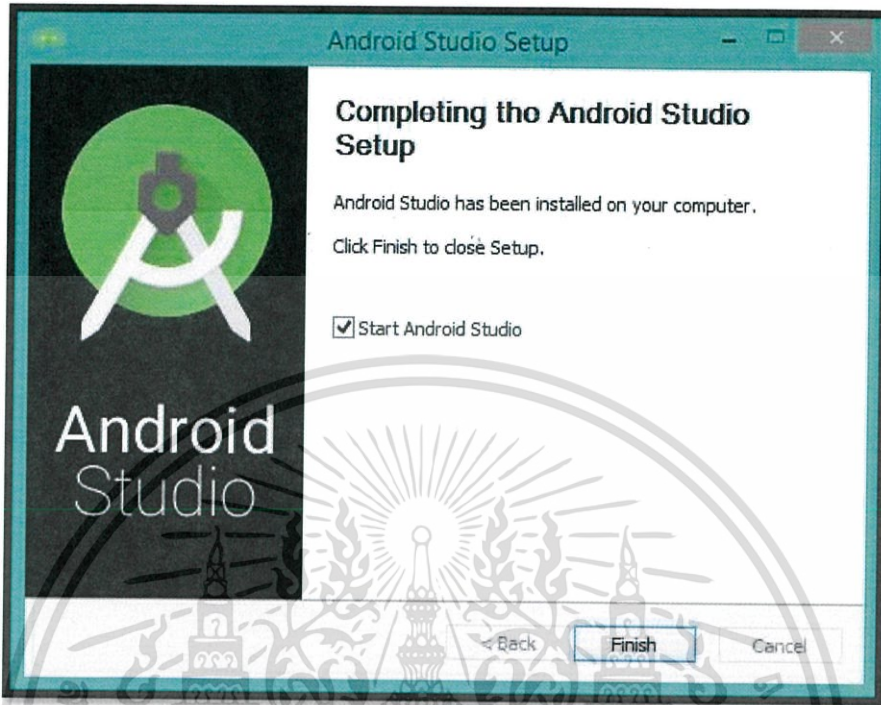 Android Studio Setup
Completing the Android Studio
Setup
Android Studio has been installed on your computer.
Click Finish to close Setup.
Start Android Studio
Android
Studio
< Back
Finish
Cancel